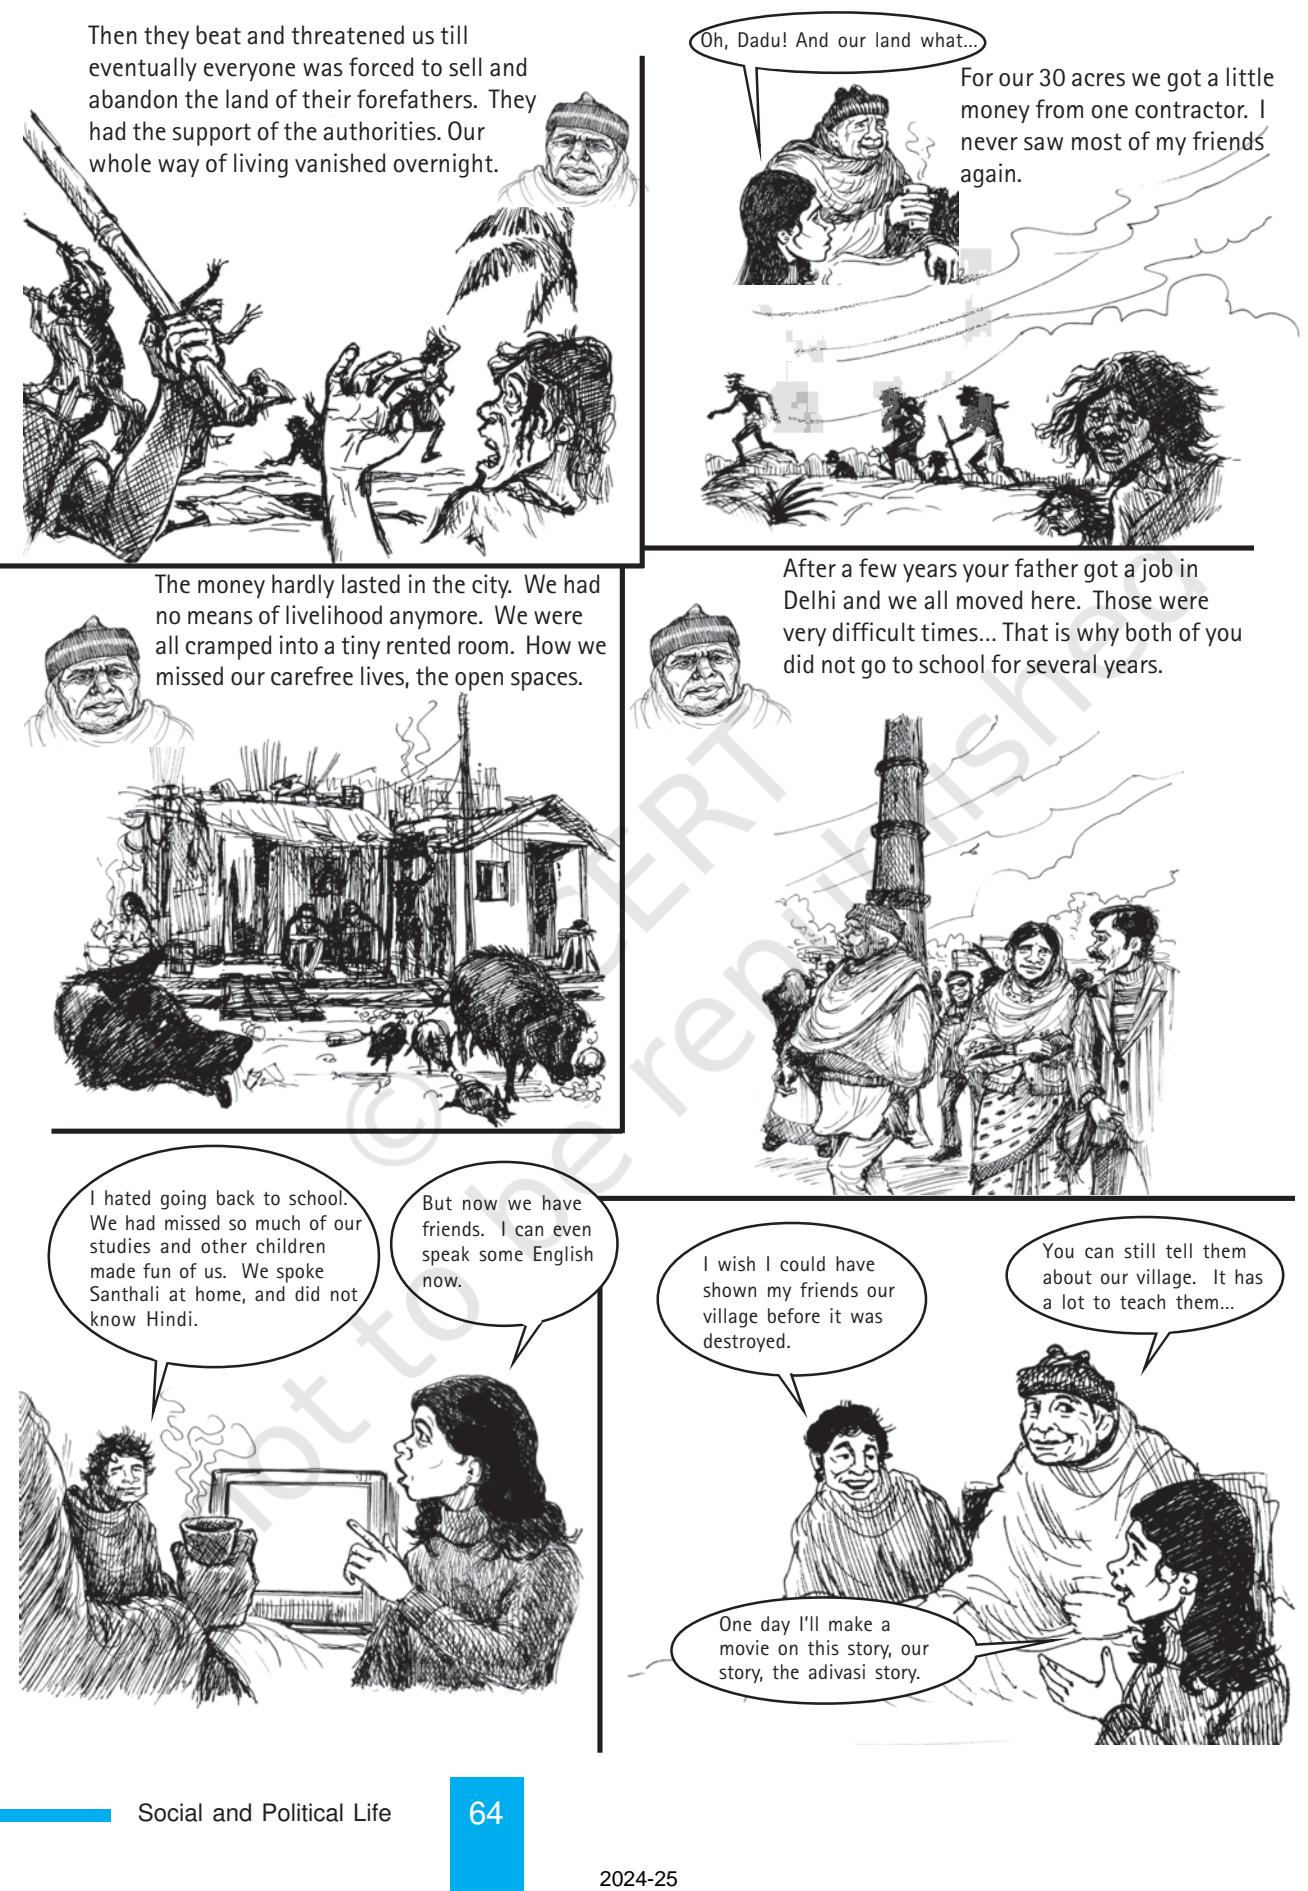 Then they beat and threatened us till
eventually everyone was forced to sell and
abandon the land of their forefathers. They
had the support of the authorities. Our
whole way of living vanished overnight.
Oh, Dadu! And our land what...
For our 30 acres we got a little
money from one contractor. I
never saw most of my friends
again.
The money hardly lasted in the city. We had
no means of livelihood anymore. We were
all cramped into a tiny rented room. How we
missed our carefree lives, the open spaces.
After a few years your father got a job in
Delhi and we all moved here. Those were
very difficult times... That is why both of you
did not go to school for several years.
I hated going back to school.
We had missed so much of our
studies and other children
made fun of us. We spoke
Santhali at home, and did not
know Hindi.
But now we have
friends. I can even
speak some English
now.
I wish I could have
shown my friends our
village before it was
destroyed.
You can still tell them
about our village. It has
a lot to teach them...
One day I'll make a
movie on this story, our
story, the adivasi story.
© NCERT
not to be republished
Social and Political Life
64
2024-25